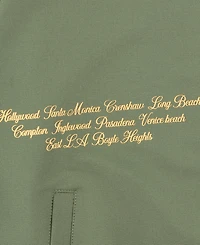 Hollywood Santa Monica Crenshaw Long Beach
Compton Inglewood Pasadena Venice beach
East L.A Boyle Heights